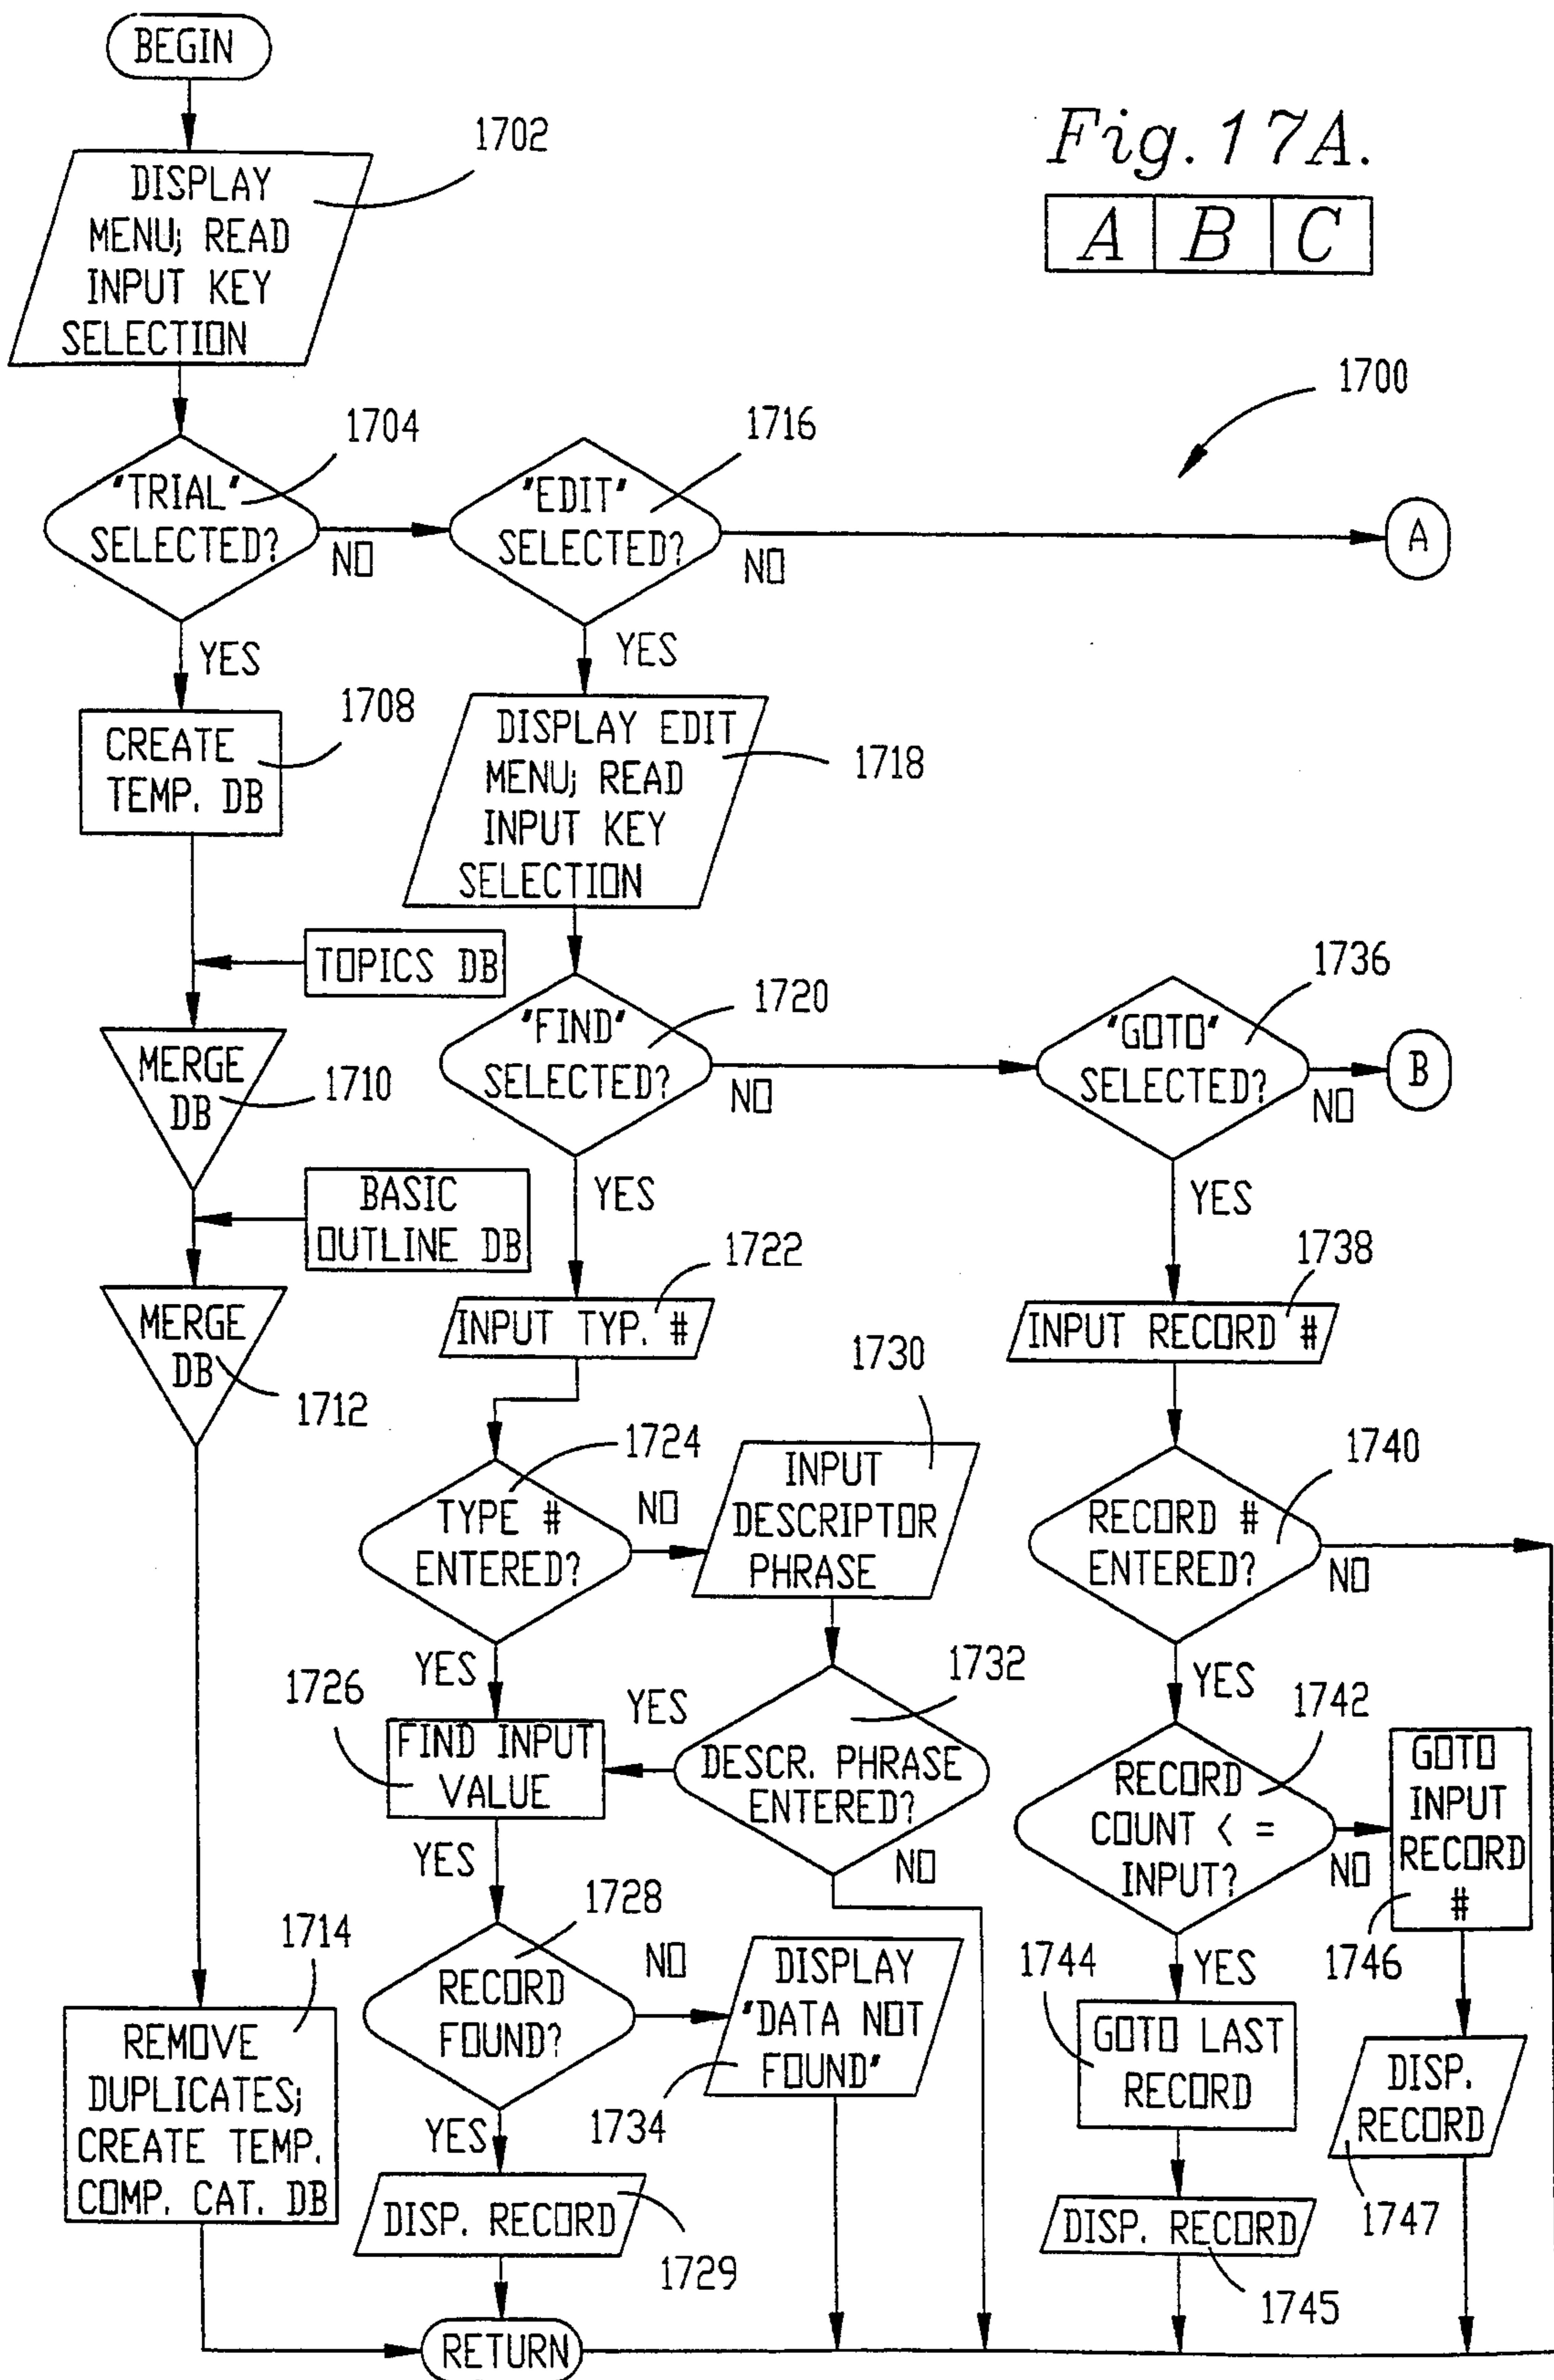 BEGIN
Fig. 17A.
A B C
1702
DISPLAY
MENU; READ
INPUT KEY
SELECTION
1700
1704
"TRIAL"
SELECTED?
NO
YES
1716
"EDIT"
SELECTED?
NO
YES
A
1708
CREATE
TEMP. DB
1718
DISPLAY EDIT
MENU; READ
INPUT KEY
SELECTION
TOPICS DB
MERGE
DB
1710
1720
"FIND"
SELECTED?
NO
YES
1736
"GOTO"
SELECTED?
NO
YES
B
BASIC
OUTLINE DB
MERGE
DB
1712
1722
INPUT TYP. #
1738
INPUT RECORD #
1724
TYPE #
ENTERED?
NO
YES
1730
INPUT
DESCRIPTOR
PHRASE
1740
RECORD #
ENTERED?
NO
YES
1726
FIND INPUT
VALUE
YES
1732
DESCR. PHRASE
ENTERED?
YES
NO
1742
RECORD
COUNT < =
INPUT?
NO
YES
GOTO
INPUT
RECORD
#
1746
1714
REMOVE
DUPLICATES;
CREATE TEMP.
COMP. CAT. DB
1728
RECORD
FOUND?
NO
YES
DISPLAY
"DATA NOT
FOUND"
1734
1744
GOTO LAST
RECORD
DISP.
RECORD
1747
DISP. RECORD
1729
DISP. RECORD
1745
RETURN